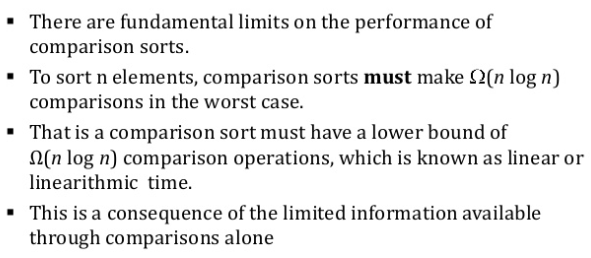 ▪ There are fundamental limits on the performance of
comparison sorts.
▪ To sort n elements, comparison sorts must make Ω(n log n)
comparisons in the worst case.
▪ That is a comparison sort must have a lower bound of
Ω(n log n) comparison operations, which is known as linear or
linearithmic time.
▪ This is a consequence of the limited information available
through comparisons alone